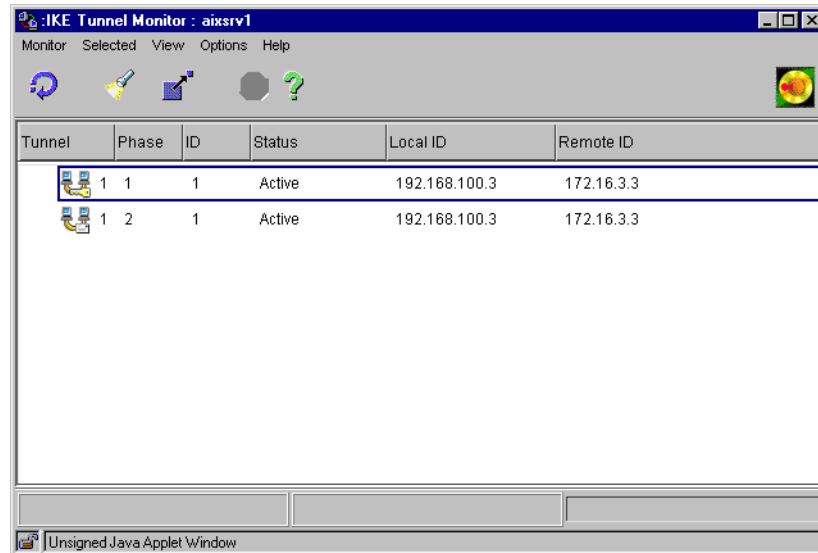 :IKE Tunnel Monitor : aixsrv1
Monitor Selected View Options Help
Tunnel Phase ID Status Local ID Remote ID
1 1 1 Active 192.168.100.3 172.16.3.3
1 2 1 Active 192.168.100.3 172.16.3.3
Unsigned Java Applet Window